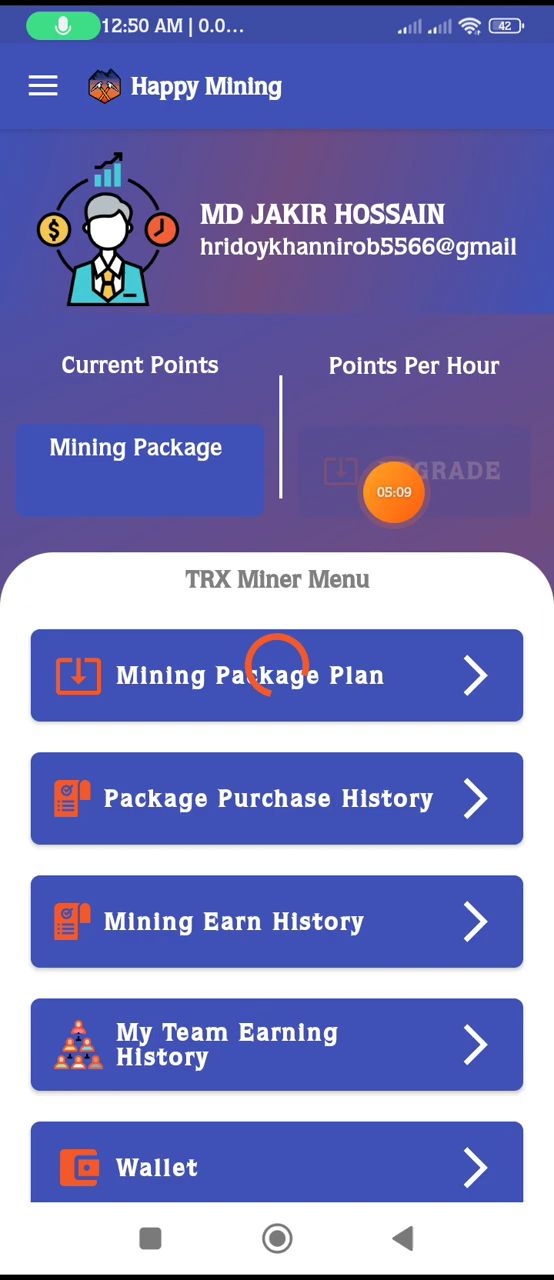 12:50 AM | 0.0...
42
Happy Mining
MD JAKIR HOSSAIN
hridoykhannirob5566@gmail
Current Points
Points Per Hour
Mining Package
GRADE
05:09
TRX Miner Menu
Mining Package Plan
Package Purchase History
Mining Earn History
My Team Earning
History
Wallet